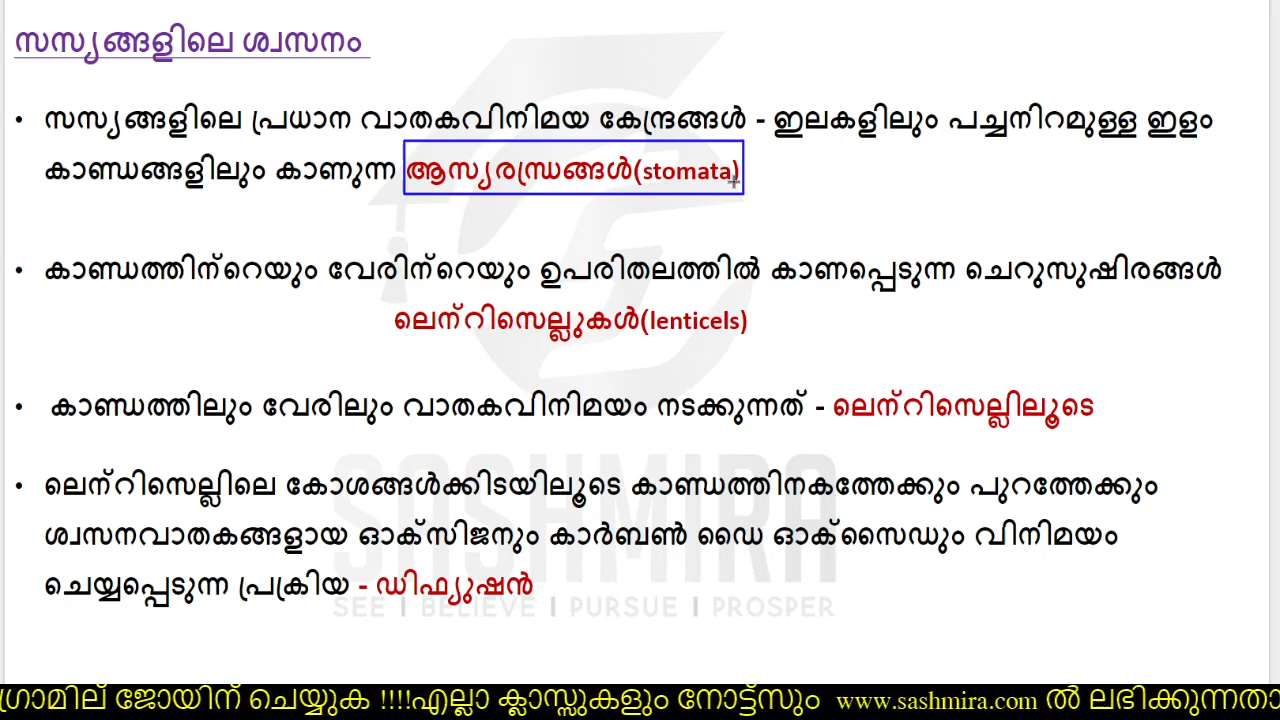 സസ്യങ്ങളിലെ ശ്വസനം
• സസ്യങ്ങളിലെ പ്രധാന വാതകവിനിമയ കേന്ദ്രങ്ങൾ - ഇലകളിലും പച്ചനിറമുള്ള ഇളം
കാണ്ഡങ്ങളിലും കാണുന്ന ആസ്യരന്ധ്രങ്ങൾ(stomata)
• കാണ്ഡത്തിന്റെയും വേരിന്റെയും ഉപരിതലത്തിൽ കാണപ്പെടുന്ന ചെറുസുഷിരങ്ങൾ
ലെന്റിസെല്ലുകൾ(lenticels)
• കാണ്ഡത്തിലും വേരിലും വാതകവിനിമയം നടക്കുന്നത് - ലെന്റിസെല്ലിലൂടെ
• ലെന്റിസെല്ലിലെ കോശങ്ങൾക്കിടയിലൂടെ കാണ്ഡത്തിനകത്തേക്കും പുറത്തേക്കും
ശ്വസനവാതകങ്ങളായ ഓക്സിജനും കാർബൺ ഡൈ ഓക്സൈഡും വിനിമയം
ചെയ്യപ്പെടുന്ന പ്രക്രിയ - ഡിഫ്യുഷൻ
SASHMIRA
SEE | BELIEVE | PURSUE | PROSPER
ഗ്രാമില് ജോയിന് ചെയ്യുക !!!!എല്ലാ ക്ലാസ്സുകളും നോട്ട്സും www.sashmira.com ൽ ലഭിക്കുന്നതാ